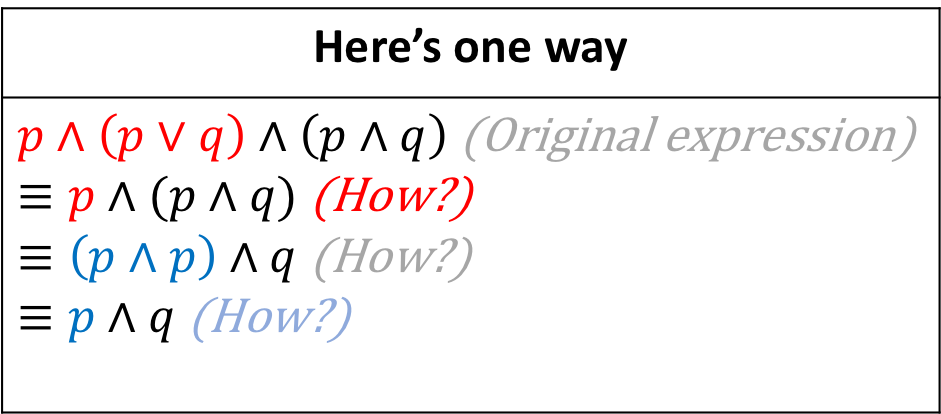 Here’s one way
p ∧ (p ∨ q) ∧ (p ∧ q) (Original expression)
≡ p ∧ (p ∧ q) (How?)
≡ (p ∧ p) ∧ q (How?)
≡ p ∧ q (How?)